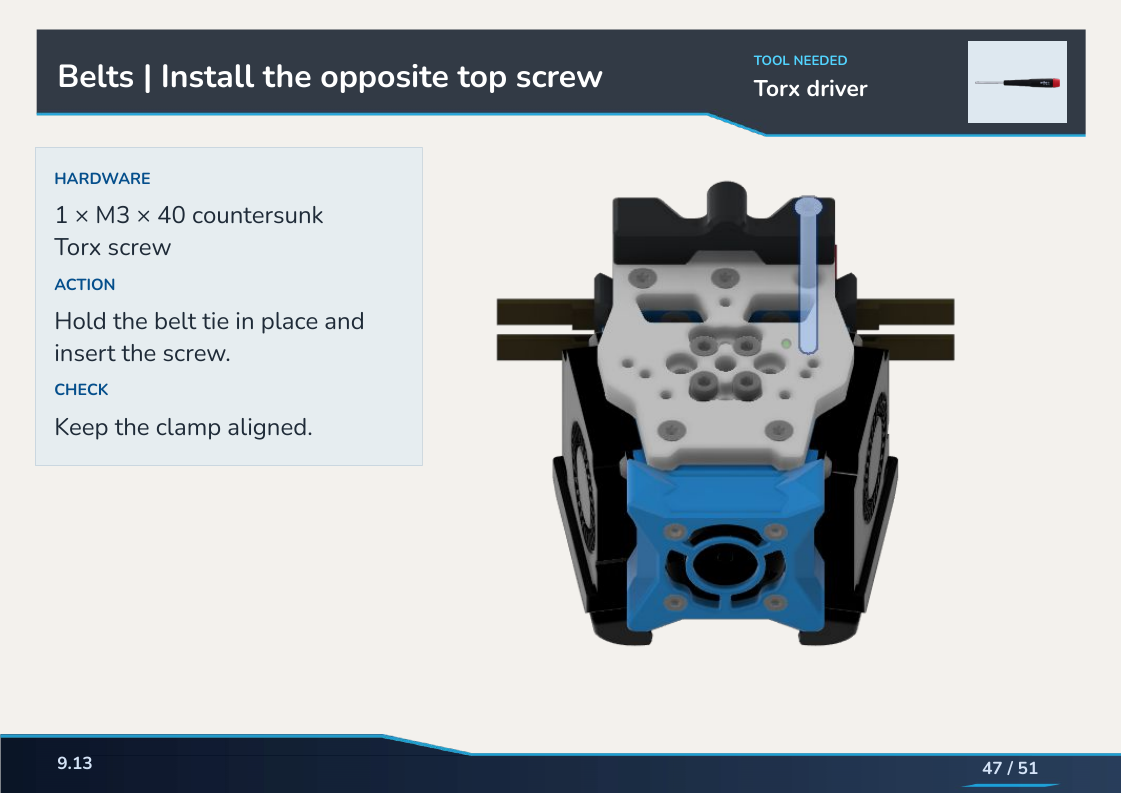 Belts | Install the opposite top screw
TOOL NEEDED
Torx driver
HARDWARE
1 × M3 × 40 countersunk
Torx screw
ACTION
Hold the belt tie in place and
insert the screw.
CHECK
Keep the clamp aligned.
9.13
47 / 51